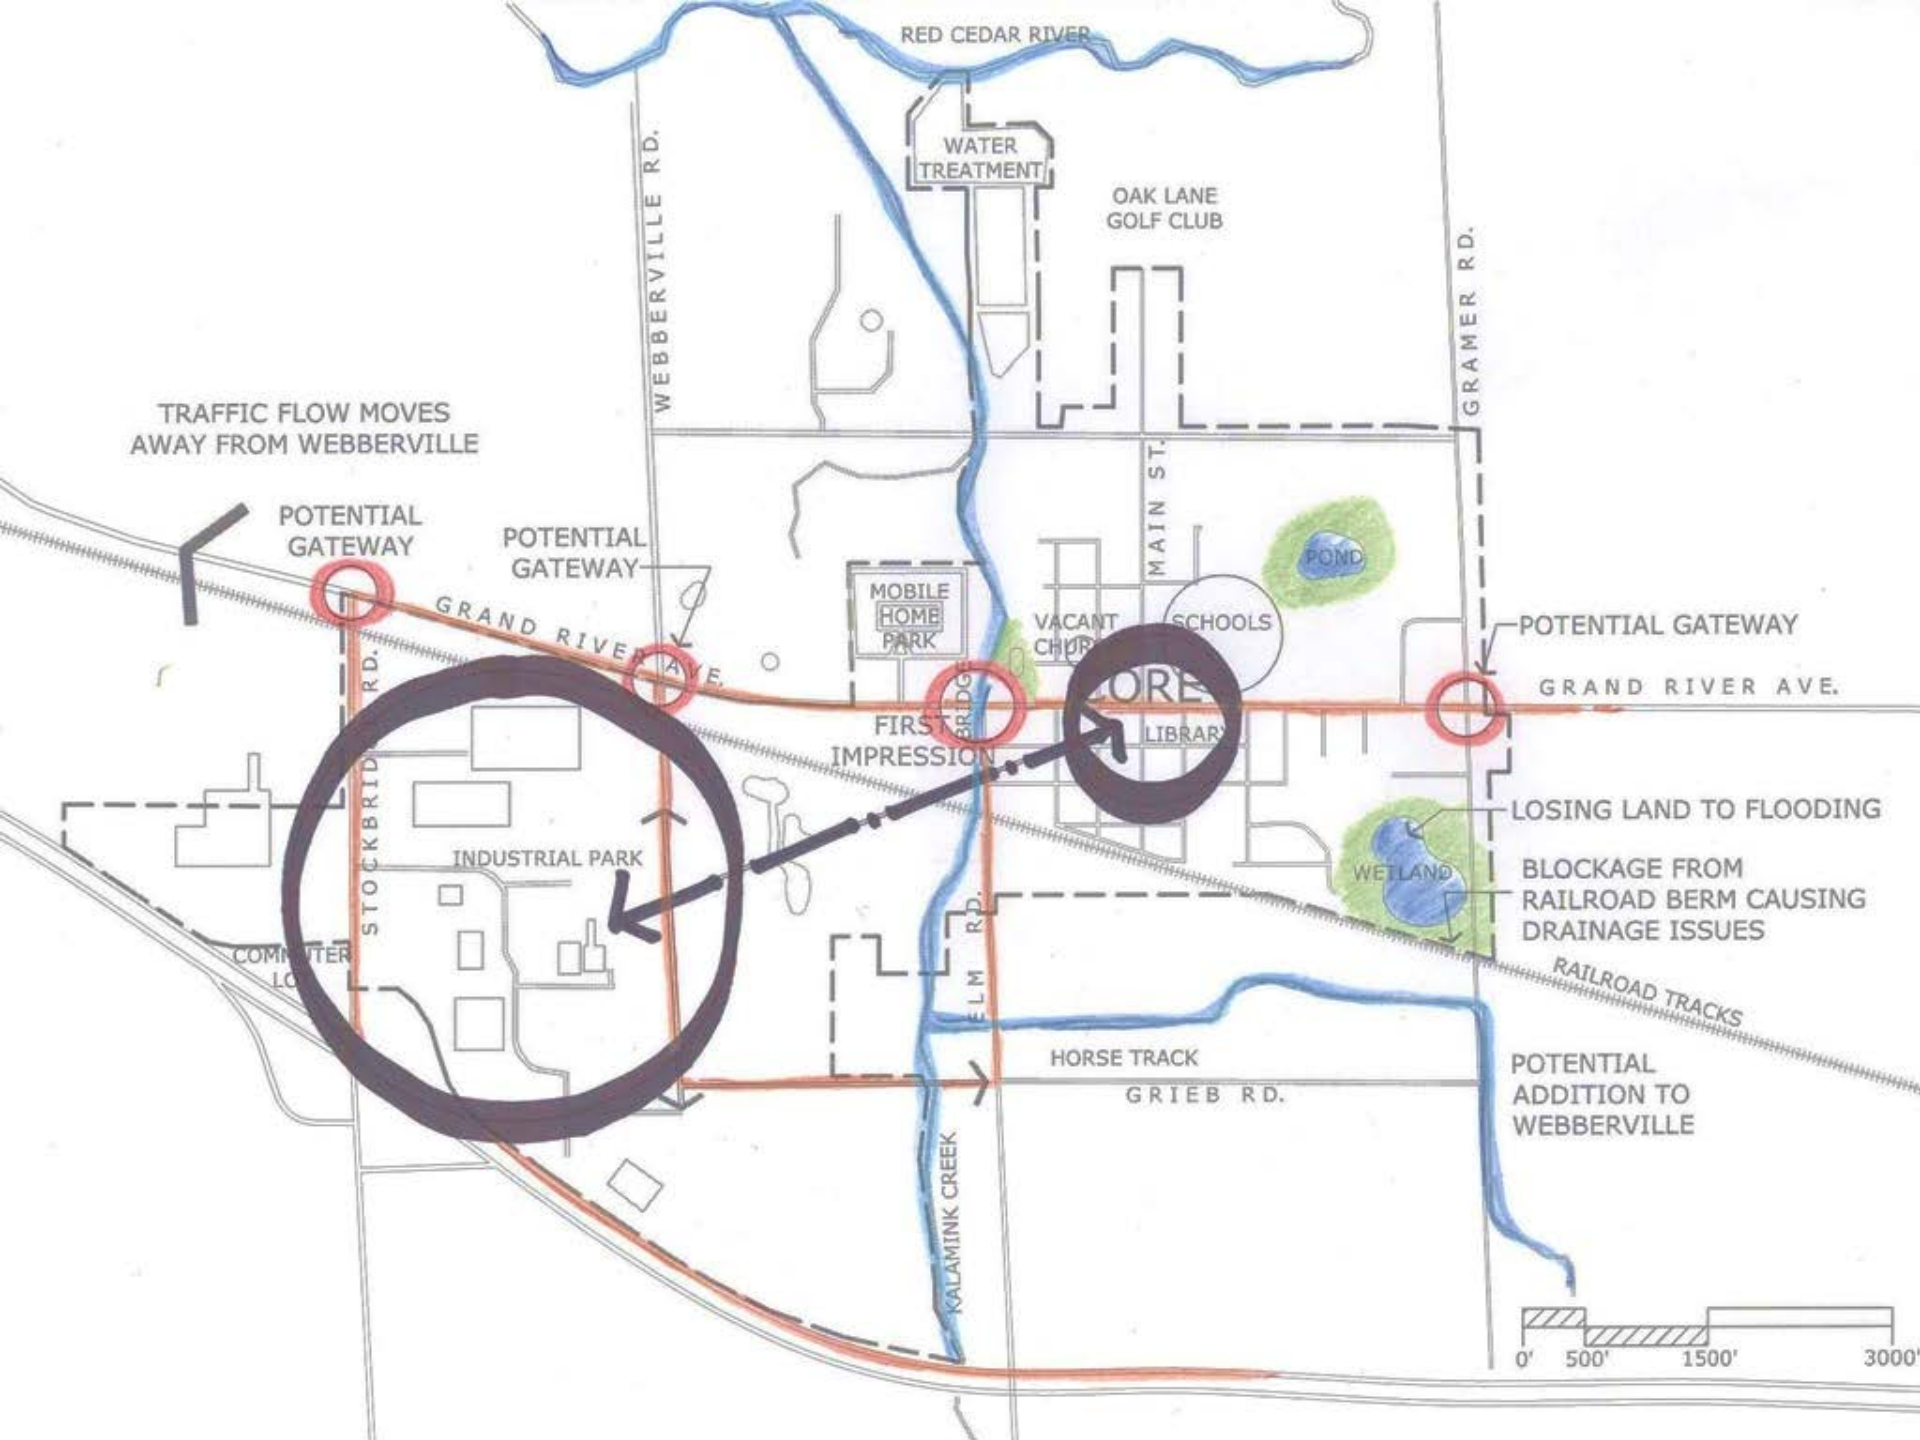 RED CEDAR RIVER
WATER
TREATMENT
OAK LANE
GOLF CLUB
WEBBERVILLE RD.
GRAMER RD.
TRAFFIC FLOW MOVES
AWAY FROM WEBBERVILLE
POTENTIAL
GATEWAY
POTENTIAL
GATEWAY
MAIN ST.
POND
MOBILE
HOME
PARK
VACANT
SCHOOLS
POTENTIAL GATEWAY
GRAND RIVER AVE.
GRAND RIVER AVE.
STOCKBRIDGE RD.
FIRST
IMPRESSION
BRIDGE
LIBRARY
INDUSTRIAL PARK
LOSING LAND TO FLOODING
WETLAND
BLOCKAGE FROM
RAILROAD BERM CAUSING
DRAINAGE ISSUES
COMMUTER
ELM RD.
RAILROAD TRACKS
HORSE TRACK
GRIEB RD.
POTENTIAL
ADDITION TO
WEBBERVILLE
KALAMINK CREEK
0' 500' 1500' 3000'